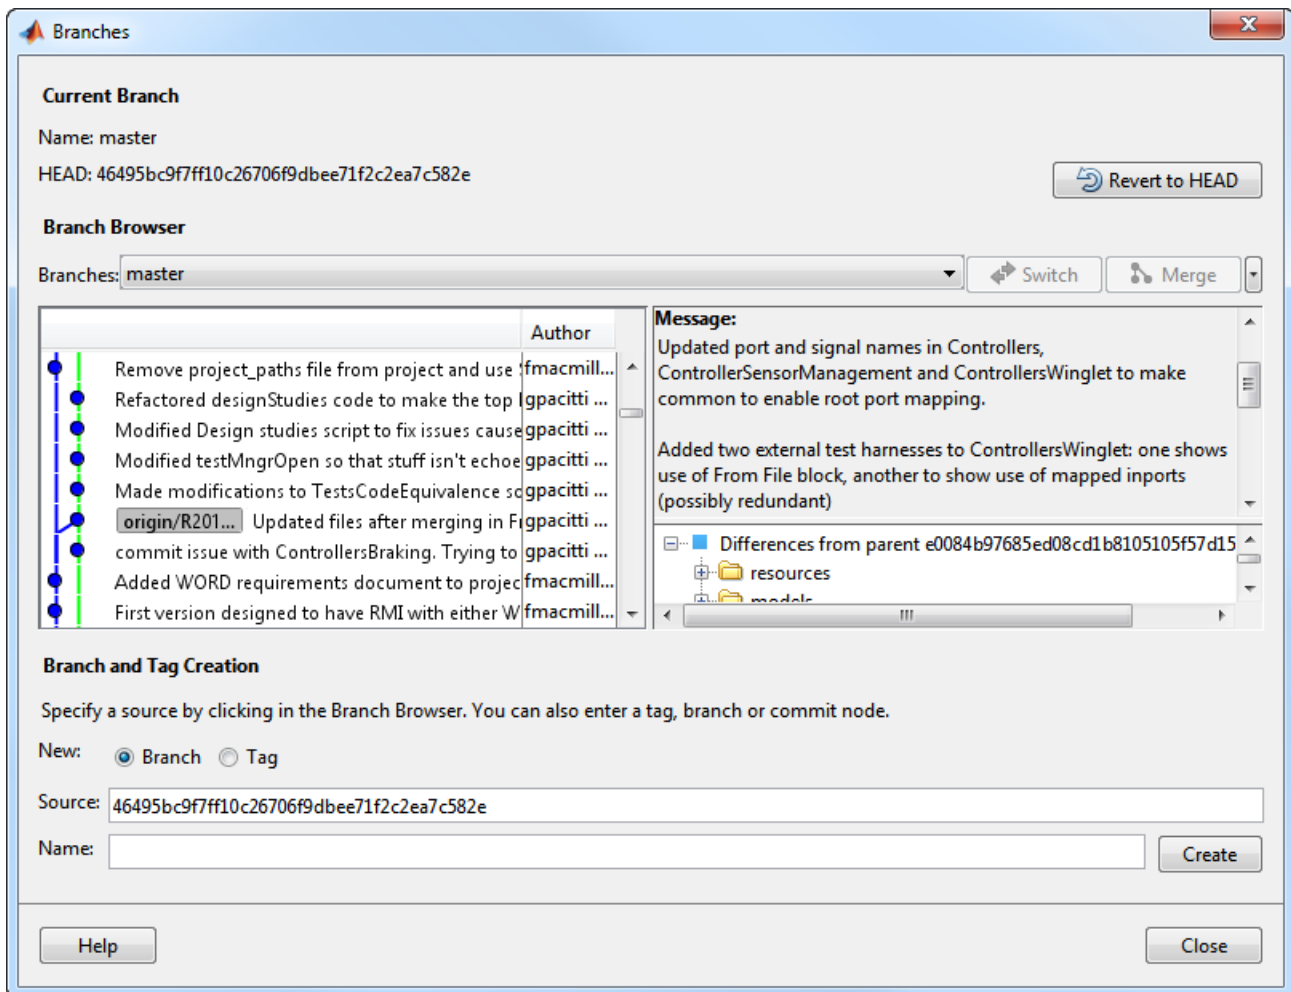 Branches
Current Branch
Name: master
HEAD: 46495bc9f7ff10c26706f9dbee71f2c2ea7c582e
Revert to HEAD
Branch Browser
Branches: master
Switch
Merge
Author
Remove project_paths file from project and use fmacmill...
Refactored designStudies code to make the top gpacitti ...
Modified Design studies script to fix issues cause gpacitti ...
Modified testMngrOpen so that stuff isn't echoe gpacitti ...
Made modifications to TestsCodeEquivalence so gpacitti ...
origin/R201... Updated files after merging in gpacitti ...
commit issue with ControllersBraking. Trying to gpacitti ...
Added WORD requirements document to projec fmacmill...
First version designed to have RMI with either W fmacmill...
Message:
Updated port and signal names in Controllers,
ControllerSensorManagement and ControllersWinglet to make
common to enable root port mapping.
Added two external test harnesses to ControllersWinglet: one shows
use of From File block, another to show use of mapped inports
(possibly redundant)
Differences from parent e0084b97685ed08cd1b8105105f57d15
resources
models
Branch and Tag Creation
Specify a source by clicking in the Branch Browser. You can also enter a tag, branch or commit node.
New: Branch Tag
Source: 46495bc9f7ff10c26706f9dbee71f2c2ea7c582e
Name:
Create
Help
Close